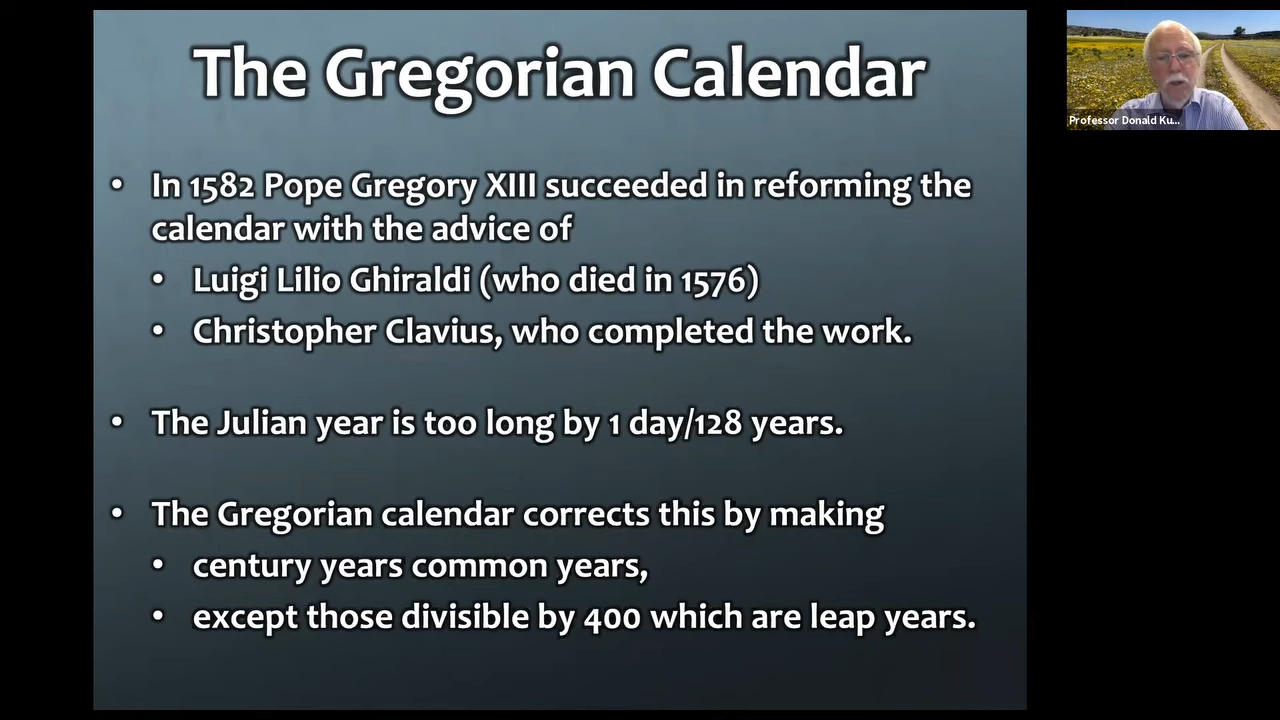 The Gregorian Calendar
• In 1582 Pope Gregory XIII succeeded in reforming the
calendar with the advice of
• Luigi Lilio Ghiraldi (who died in 1576)
• Christopher Clavius, who completed the work.
• The Julian year is too long by 1 day/128 years.
• The Gregorian calendar corrects this by making
• century years common years,
• except those divisible by 400 which are leap years.
Professor Donald Ku...